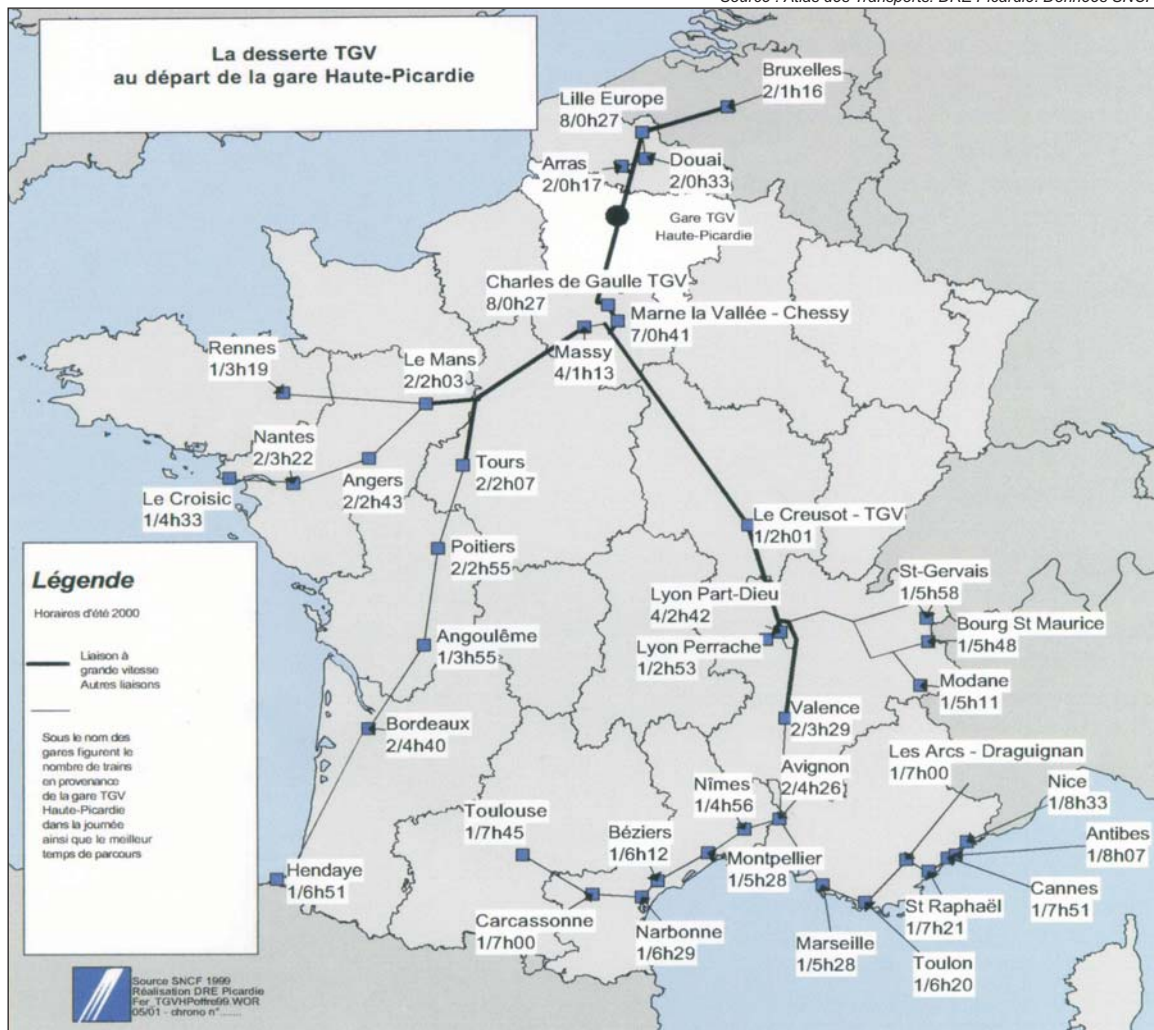 La desserte TGV
au départ de la gare Haute-Picardie
Bruxelles
2/1h16
Lille Europe
8/0h27
Arras
2/0h17
Douai
2/0h33
Gare TGV
Haute-Picardie
Charles de Gaulle TGV
8/0h27
Marne la Vallée - Chessy
7/0h41
Massy
4/1h13
Rennes
1/3h19
Le Mans
2/2h03
Nantes
2/3h22
Le Croisic
1/4h33
Angers
2/2h43
Tours
2/2h07
Le Creusot - TGV
1/2h01
Poitiers
2/2h55
Lyon Part-Dieu
4/2h42
Lyon Perrache
1/2h53
St-Gervais
1/5h58
Bourg St Maurice
1/5h48
Modane
1/5h11
Angoulême
1/3h55
Valence
2/3h29
Bordeaux
2/4h40
Les Arcs - Draguignan
1/7h00
Avignon
2/4h26
Nîmes
1/4h56
Nice
1/8h33
Toulouse
1/7h45
Béziers
1/6h12
Antibes
1/8h07
Hendaye
1/6h51
Montpellier
1/5h28
Cannes
1/7h51
St Raphaël
1/7h21
Carcassonne
1/7h00
Narbonne
1/6h29
Marseille
1/5h28
Toulon
1/6h20
Légende
Horaires d'été 2000
Liaison à
grande vitesse
Autres liaisons
Sous le nom des
gares figurent le
nombre de trains
en provenance
de la gare TGV
Haute-Picardie
dans la journée
ainsi que le meilleur
temps de parcours
Source SNCF 1999
Réalisation DRE Picardie
Fer_TGVHPoffre99.WOR
05/01 - chrono n°.......